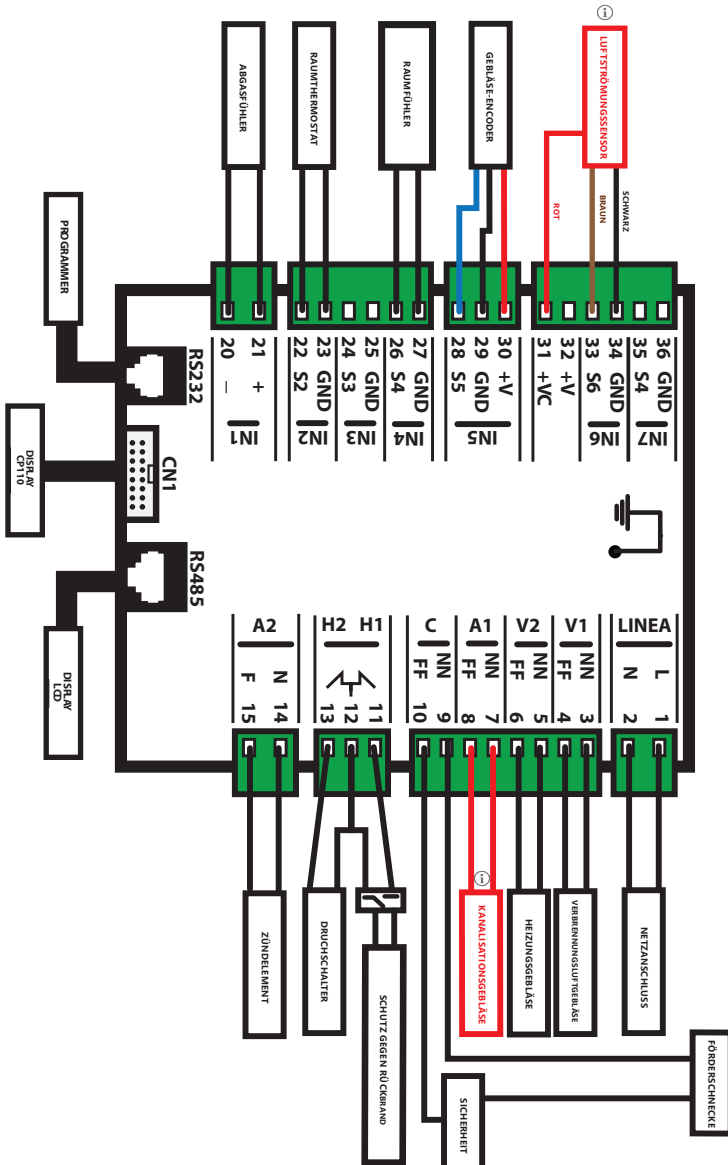 LUFTSTRÖMUNGSSENSOR
GEBLÄSE-ENCODER
RAUMFÜHLER
RAUMTHERMOSTAT
ABGASFÜHLER
SCHWARZ
BRAUN
ROT
PROGRAMMER
36 GND
35 S4
34 GND
33 S6
32 +V
31 +VC
30 +V
29 GND
28 S5
27 GND
26 S4
25 GND
24 S3
23 GND
22 S2
21 +
20 –
IN7
IN6
IN5
IN4
IN3
IN2
IN1
RS232
CN1
RS485
DISPLAY
CP110
DISPLAY
LCD
LINEA
L 1
N 2
V1
NN 3
FF 4
V2
NN 5
FF 6
A1
NN 7
FF 8
C
NN 9
FF 10
H1
H2
11
12
13
A2
N 14
F 15
NETZANSCHLUSS
VERBRENNUNGSLUFTGEBLÄSE
HEIZUNGSGEBLÄSE
KANALISATIONSGEBLÄSE
FÖRDERSCHNECKE
SICHERHEIT
SCHUTZ GEGEN RÜCKBRAND
DRUCHSCHALTER
ZÜNDELEMENT
i
i